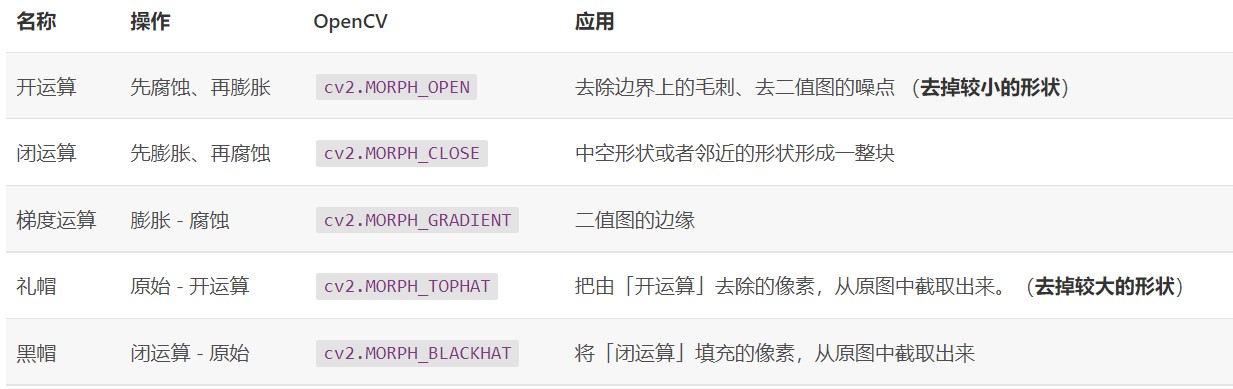 名称 操作 OpenCV 应用
开运算 先腐蚀、再膨胀 cv2.MORPH_OPEN 去除边界上的毛刺、去二值图的噪点 （去掉较小的形状）
闭运算 先膨胀、再腐蚀 cv2.MORPH_CLOSE 中空形状或者邻近的形状形成一整块
梯度运算 膨胀 - 腐蚀 cv2.MORPH_GRADIENT 二值图的边缘
礼帽 原始 - 开运算 cv2.MORPH_TOPHAT 把由「开运算」去除的像素，从原图中截取出来。（去掉较大的形状）
黑帽 闭运算 - 原始 cv2.MORPH_BLACKHAT 将「闭运算」填充的像素，从原图中截取出来